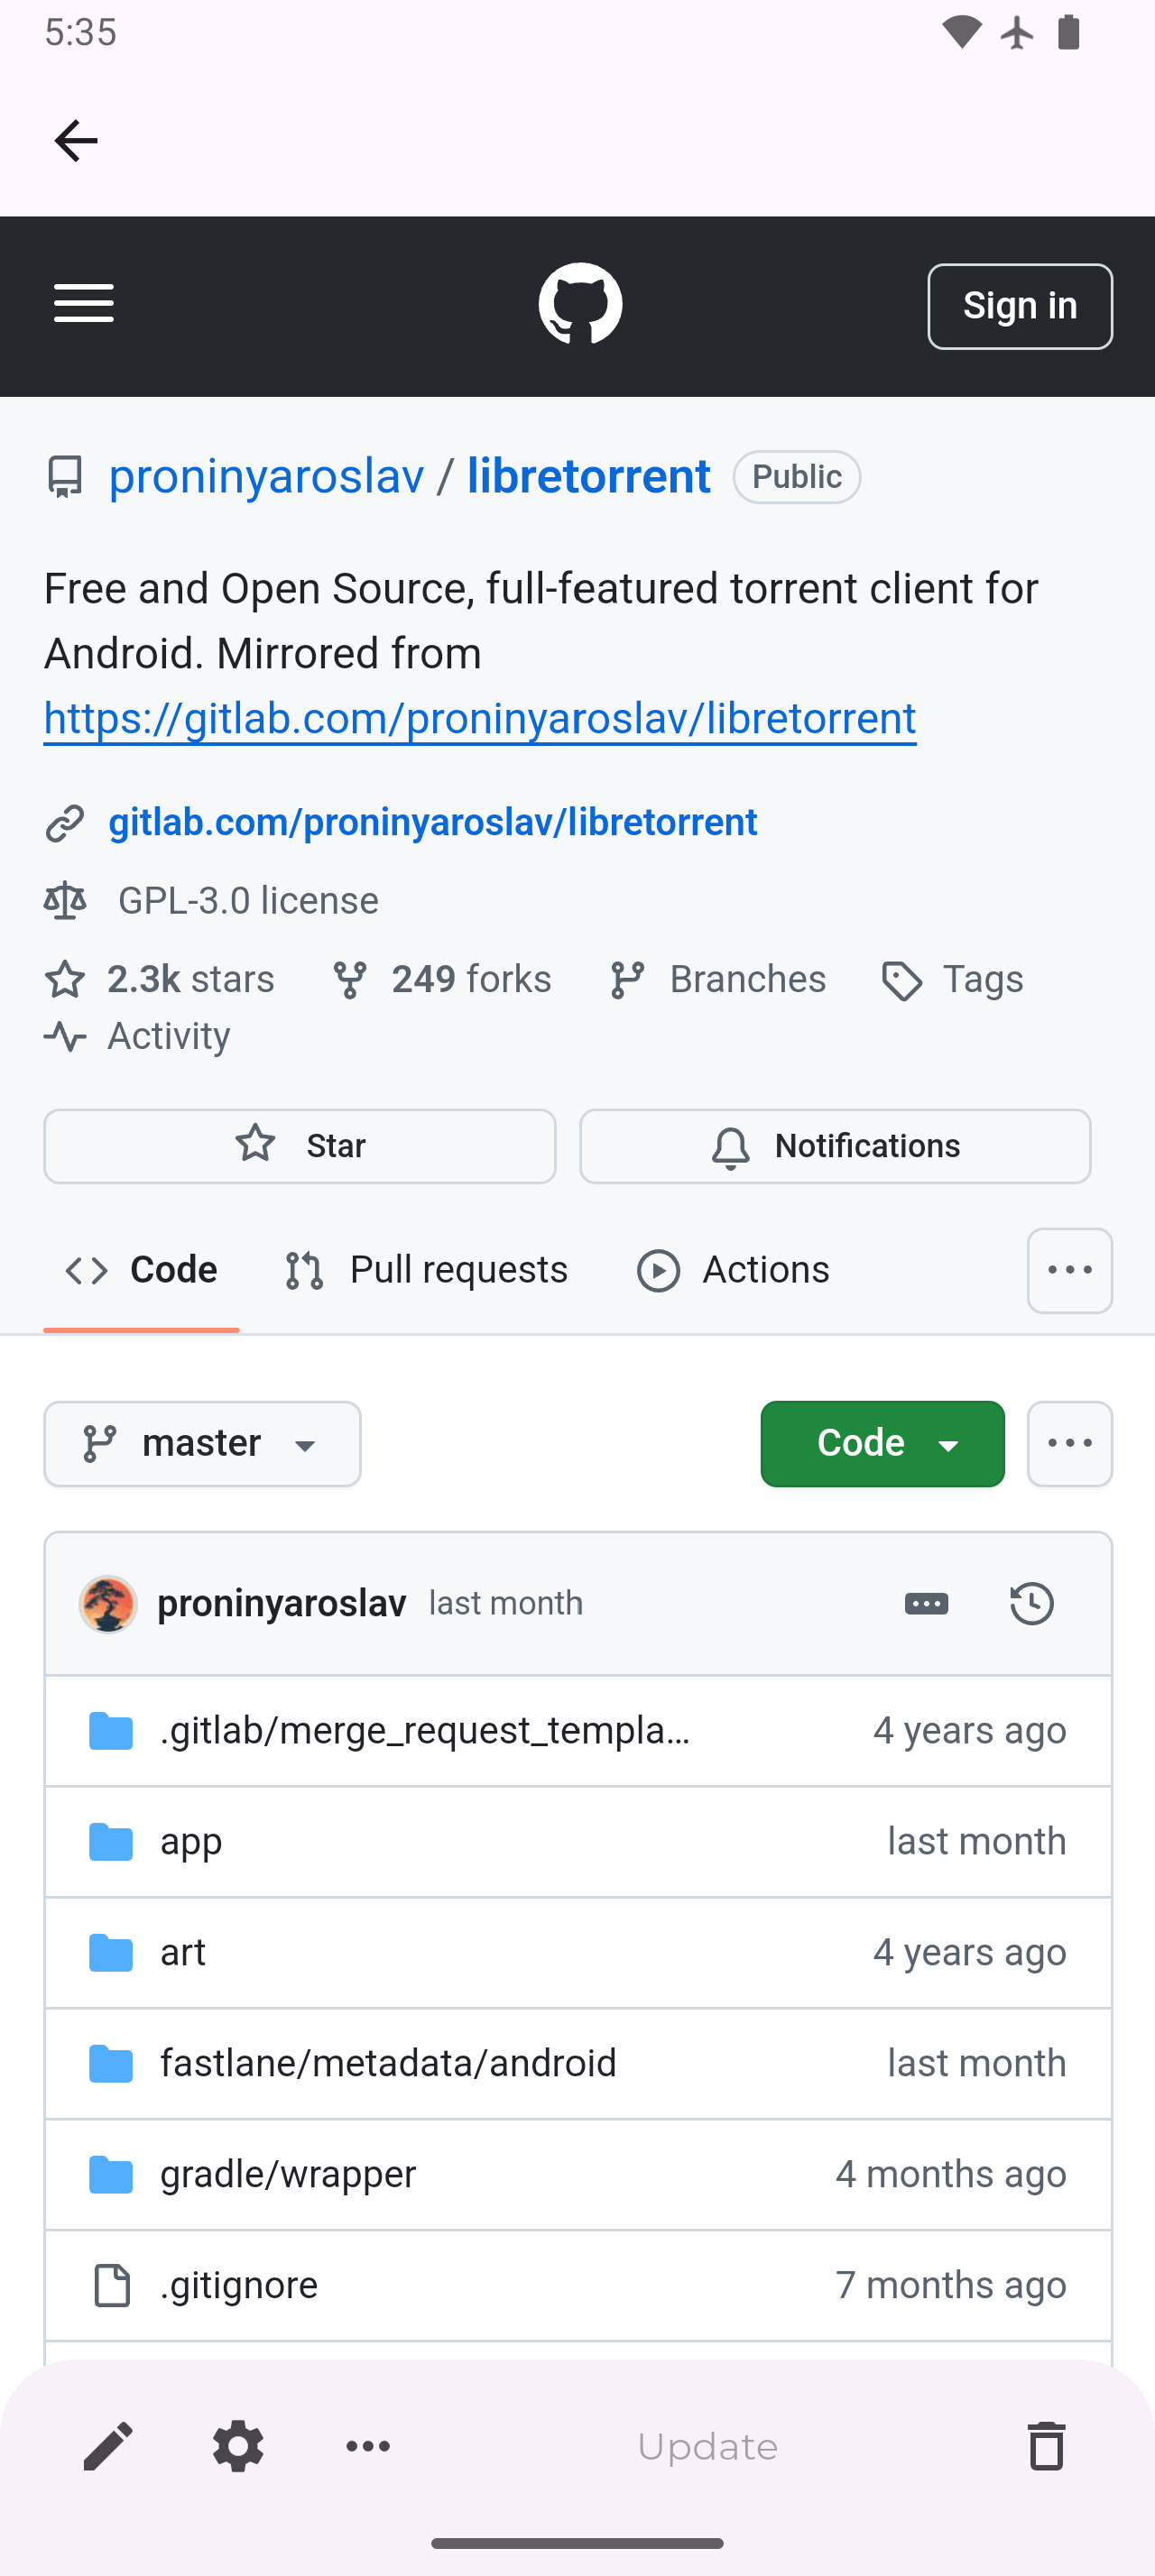 5:35
Sign in
proninyaroslav / libretorrent Public
Free and Open Source, full-featured torrent client for
Android. Mirrored from
https://gitlab.com/proninyaroslav/libretorrent
gitlab.com/proninyaroslav/libretorrent
GPL-3.0 license
2.3k stars 249 forks Branches Tags
Activity
Star Notifications
Code Pull requests Actions
master Code
proninyaroslav last month
.gitlab/merge_request_templa... 4 years ago
app last month
art 4 years ago
fastlane/metadata/android last month
gradle/wrapper 4 months ago
.gitignore 7 months ago
Update